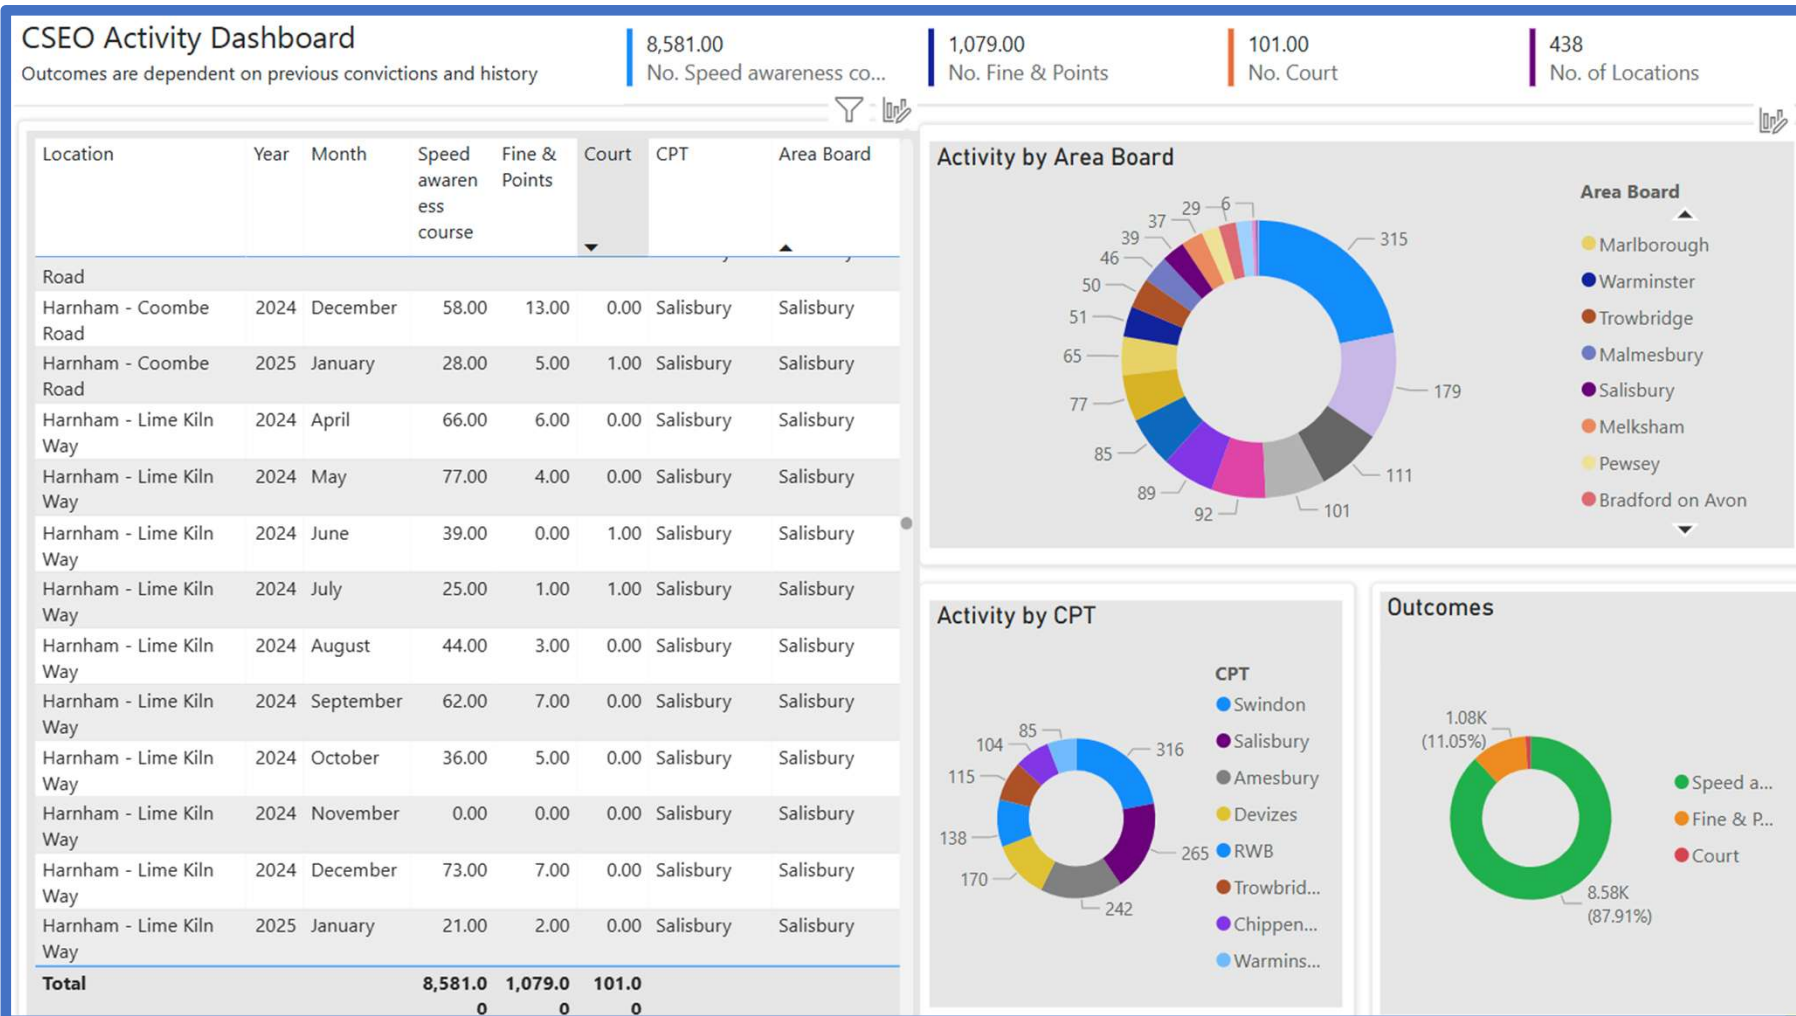 CSEO Activity Dashboard
Outcomes are dependent on previous convictions and history
8,581.00
No. Speed awareness co...
1,079.00
No. Fine & Points
101.00
No. Court
438
No. of Locations
Location Year Month Speed awaren ess course Fine & Points Court CPT Area Board
Road
Harnham - Coombe Road 2024 December 58.00 13.00 0.00 Salisbury Salisbury
Harnham - Coombe Road 2025 January 28.00 5.00 1.00 Salisbury Salisbury
Harnham - Lime Kiln Way 2024 April 66.00 6.00 0.00 Salisbury Salisbury
Harnham - Lime Kiln Way 2024 May 77.00 4.00 0.00 Salisbury Salisbury
Harnham - Lime Kiln Way 2024 June 39.00 0.00 1.00 Salisbury Salisbury
Harnham - Lime Kiln Way 2024 July 25.00 1.00 1.00 Salisbury Salisbury
Harnham - Lime Kiln Way 2024 August 44.00 3.00 0.00 Salisbury Salisbury
Harnham - Lime Kiln Way 2024 September 62.00 7.00 0.00 Salisbury Salisbury
Harnham - Lime Kiln Way 2024 October 36.00 5.00 0.00 Salisbury Salisbury
Harnham - Lime Kiln Way 2024 November 0.00 0.00 0.00 Salisbury Salisbury
Harnham - Lime Kiln Way 2024 December 73.00 7.00 0.00 Salisbury Salisbury
Harnham - Lime Kiln Way 2025 January 21.00 2.00 0.00 Salisbury Salisbury
Total 8,581.00 1,079.00 101.00
Activity by Area Board
315
179
111
101
92
89
85
77
65
51
50
46
39
37
29
6
Area Board
Marlborough
Warminster
Trowbridge
Malmesbury
Salisbury
Melksham
Pewsey
Bradford on Avon
Activity by CPT
316
265
242
170
138
115
104
85
CPT
Swindon
Salisbury
Amesbury
Devizes
RWB
Trowbrid...
Chippen...
Warmins...
Outcomes
1.08K
(11.05%)
8.58K
(87.91%)
Speed a...
Fine & P...
Court